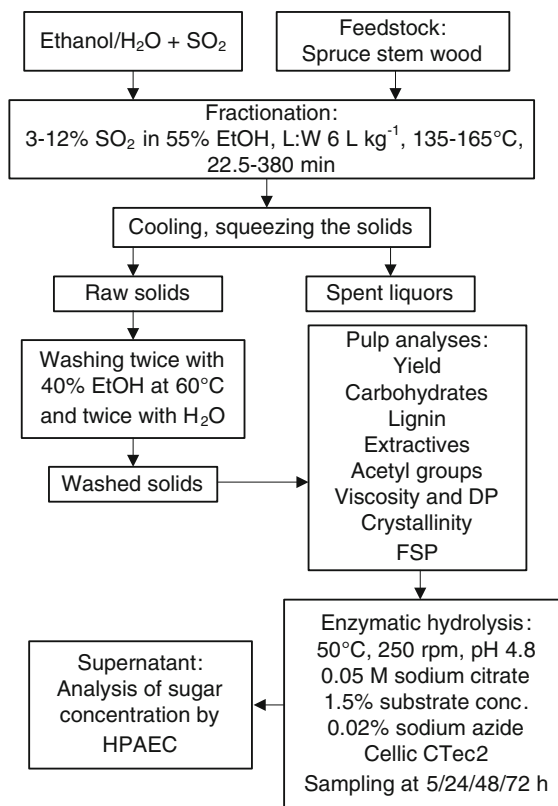 Ethanol/H₂O + SO₂
Feedstock:
Spruce stem wood
Fractionation:
3-12% SO₂ in 55% EtOH, L:W 6 L kg⁻¹, 135-165°C,
22.5-380 min
Cooling, squeezing the solids
Raw solids
Spent liquors
Washing twice with
40% EtOH at 60°C
and twice with H₂O
Washed solids
Pulp analyses:
Yield
Carbohydrates
Lignin
Extractives
Acetyl groups
Viscosity and DP
Crystallinity
FSP
Enzymatic hydrolysis:
50°C, 250 rpm, pH 4.8
0.05 M sodium citrate
1.5% substrate conc.
0.02% sodium azide
Cellic CTec2
Sampling at 5/24/48/72 h
Supernatant:
Analysis of sugar
concentration by
HPAEC